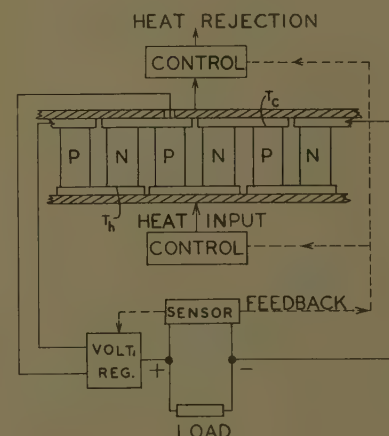 HEAT REJECTION
CONTROL
Tc
P N P N P N
Th
HEAT INPUT
CONTROL
SENSOR FEEDBACK
VOLT.
REG.
+ -
LOAD